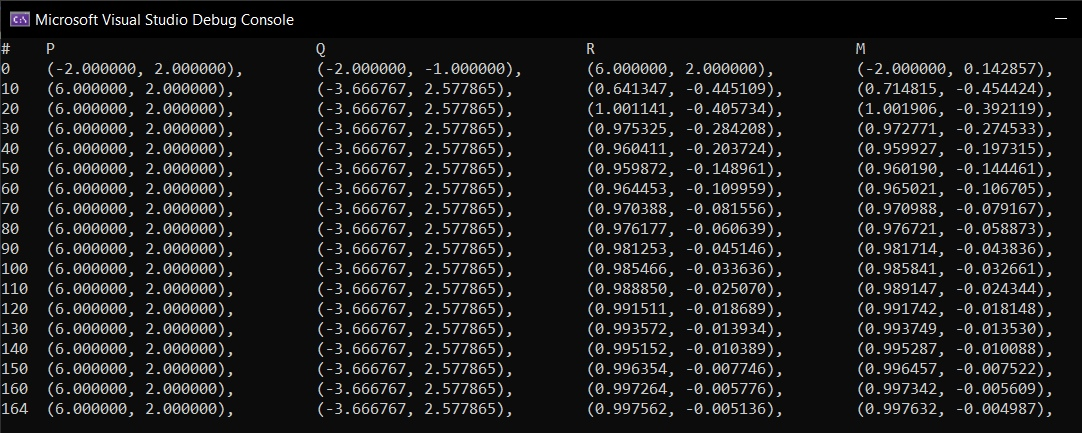 C:\ Microsoft Visual Studio Debug Console
# P Q R M
0 (-2.000000, 2.000000), (-2.000000, -1.000000), (6.000000, 2.000000), (-2.000000, 0.142857),
10 (6.000000, 2.000000), (-3.666767, 2.577865), (0.641347, -0.445109), (0.714815, -0.454424),
20 (6.000000, 2.000000), (-3.666767, 2.577865), (1.001141, -0.405734), (1.001906, -0.392119),
30 (6.000000, 2.000000), (-3.666767, 2.577865), (0.975325, -0.284208), (0.972771, -0.274533),
40 (6.000000, 2.000000), (-3.666767, 2.577865), (0.960411, -0.203724), (0.959927, -0.197315),
50 (6.000000, 2.000000), (-3.666767, 2.577865), (0.959872, -0.148961), (0.960190, -0.144461),
60 (6.000000, 2.000000), (-3.666767, 2.577865), (0.964453, -0.109959), (0.965021, -0.106705),
70 (6.000000, 2.000000), (-3.666767, 2.577865), (0.970388, -0.081556), (0.970988, -0.079167),
80 (6.000000, 2.000000), (-3.666767, 2.577865), (0.976177, -0.060639), (0.976721, -0.058873),
90 (6.000000, 2.000000), (-3.666767, 2.577865), (0.981253, -0.045146), (0.981714, -0.043836),
100 (6.000000, 2.000000), (-3.666767, 2.577865), (0.985466, -0.033636), (0.985841, -0.032661),
110 (6.000000, 2.000000), (-3.666767, 2.577865), (0.988850, -0.025070), (0.989147, -0.024344),
120 (6.000000, 2.000000), (-3.666767, 2.577865), (0.991511, -0.018689), (0.991742, -0.018148),
130 (6.000000, 2.000000), (-3.666767, 2.577865), (0.993572, -0.013934), (0.993749, -0.013530),
140 (6.000000, 2.000000), (-3.666767, 2.577865), (0.995152, -0.010389), (0.995287, -0.010088),
150 (6.000000, 2.000000), (-3.666767, 2.577865), (0.996354, -0.007746), (0.996457, -0.007522),
160 (6.000000, 2.000000), (-3.666767, 2.577865), (0.997264, -0.005776), (0.997342, -0.005609),
164 (6.000000, 2.000000), (-3.666767, 2.577865), (0.997562, -0.005136), (0.997632, -0.004987),